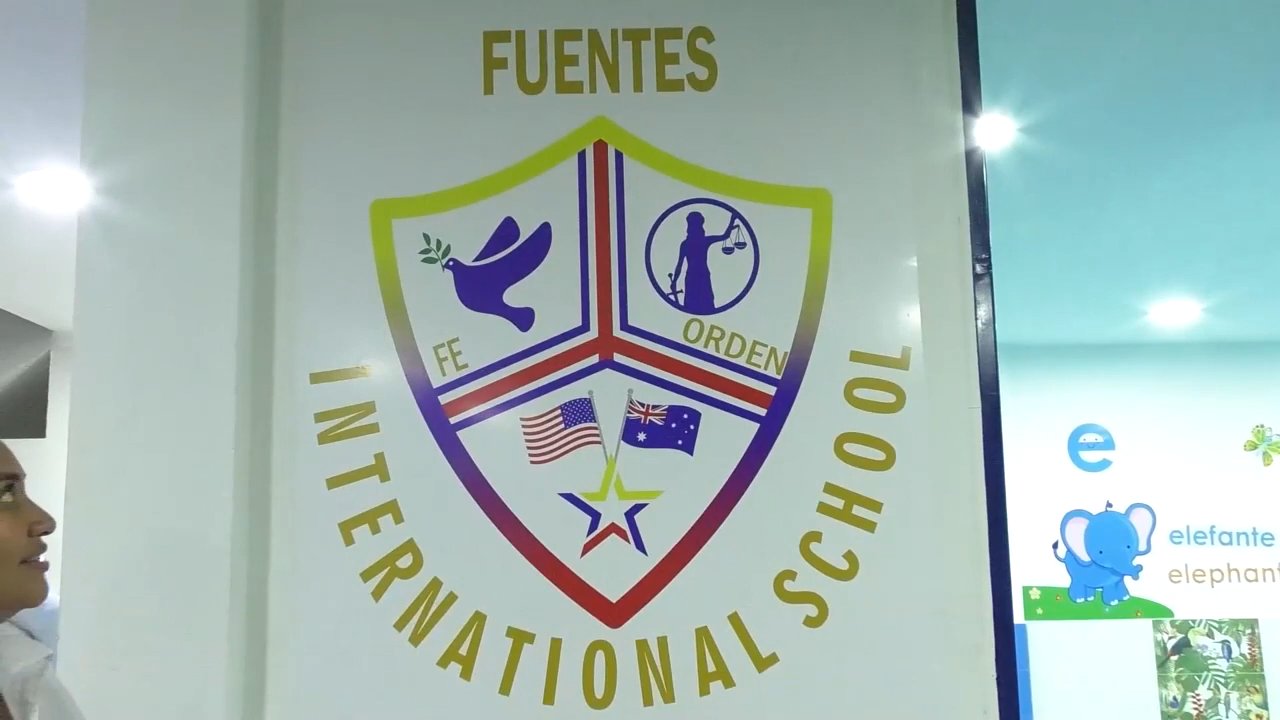 FUENTES
FE
ORDEN
INTERNATIONAL SCHOOL
e
elefante
elephant